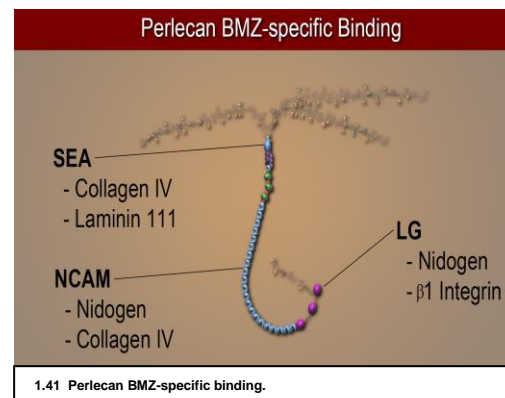 Perlecan BMZ-specific Binding
SEA
- Collagen IV
- Laminin 111
NCAM
- Nidogen
- Collagen IV
LG
- Nidogen
- β1 Integrin
1.41 Perlecan BMZ-specific binding.